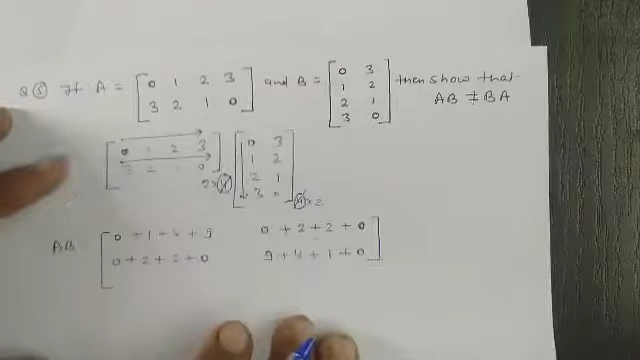 Q ⑤ If A = [0 1 2 3 and B = [0 3 then show that
3 2 1 0] 1 2 AB ≠ BA
2 1
3 0]
[0 1 2 3 [0 3
3 2 1 0] 1 2
2×4 2 1
3 0] 4×2
AB [0+1+4+9 0+2+2+0
0+2+2+0 9+4+1+0]